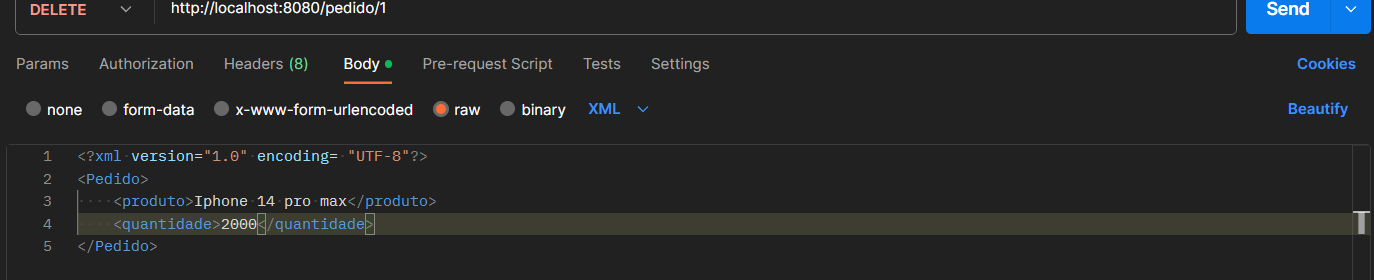 DELETE http://localhost:8080/pedido/1 Send
Params Authorization Headers (8) Body Pre-request Script Tests Settings Cookies
none form-data x-www-form-urlencoded raw binary XML Beautify
1 <?xml version="1.0" encoding= "UTF-8"?>
2 <Pedido>
3 <produto>Iphone 14 pro max</produto>
4 <quantidade>2000</quantidade>
5 </Pedido>